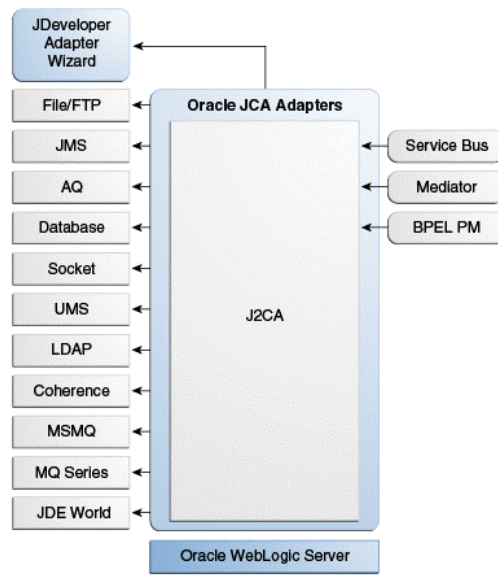 JDeveloper
Adapter
Wizard
Oracle JCA Adapters
File/FTP
JMS
AQ
Database
Socket
UMS
LDAP
Coherence
MSMQ
MQ Series
JDE World
J2CA
Service Bus
Mediator
BPEL PM
Oracle WebLogic Server